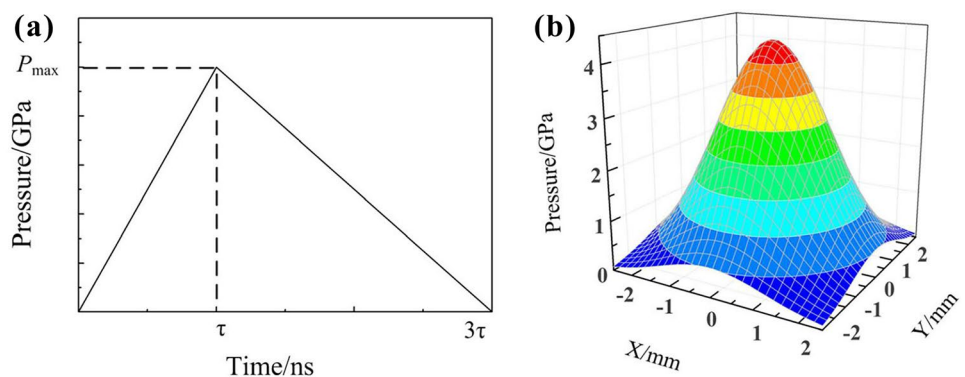 (a)
Pmax
Pressure/GPa
τ
3τ
Time/ns
(b)
4
3
2
1
0
Pressure/GPa
-2
-1
0
1
2
X/mm
-2
-1
0
1
2
Y/mm